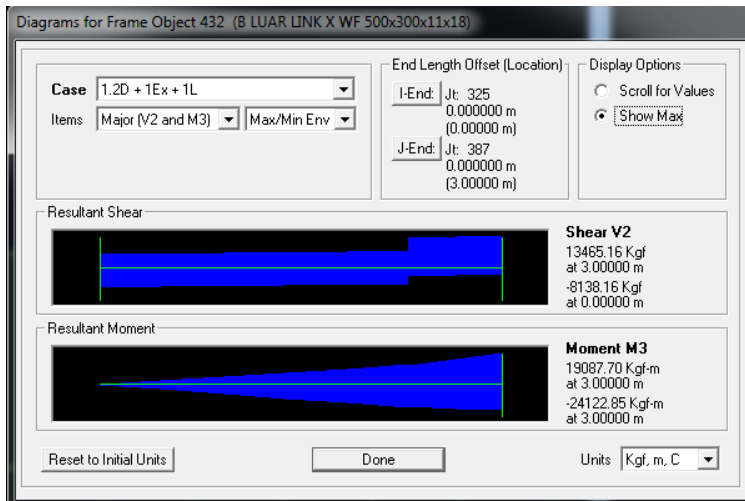 Diagrams for Frame Object 432 (B LUAR LINK X WF 500x300x11x18)
Case 1.2D + 1Ex + 1L
Items Major (V2 and M3) Max/Min Env
End Length Offset (Location)
I-End: Jt: 325
0.000000 m
(0.00000 m)
J-End: Jt: 387
0.000000 m
(3.00000 m)
Display Options
Scroll for Values
Show Max
Resultant Shear
Shear V2
13465.16 Kgf
at 3.00000 m
-8138.16 Kgf
at 0.00000 m
Resultant Moment
Moment M3
19087.70 Kgf-m
at 3.00000 m
-24122.85 Kgf-m
at 3.00000 m
Reset to Initial Units
Done
Units Kgf, m, C